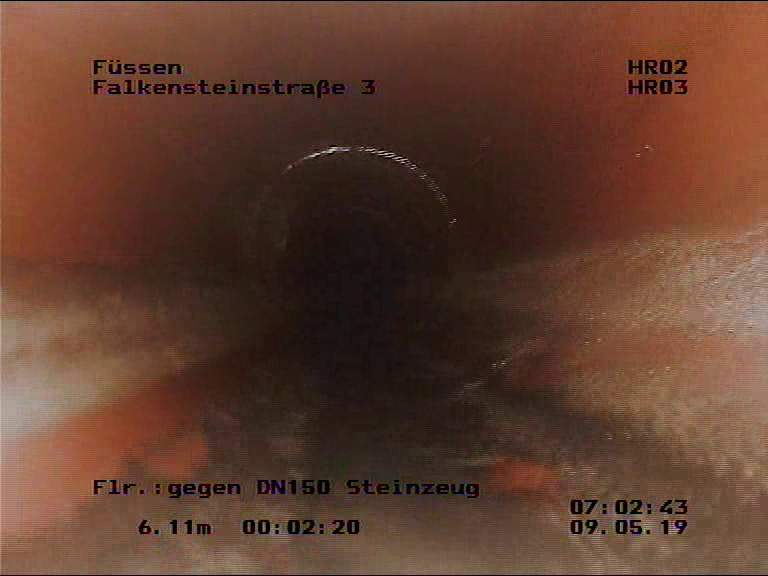 Füssen
Falkensteinstraße 3
HR02
HR03
Flr.:gegen DN150 Steinzeug
6.11m 00:02:20
07:02:43
09.05.19